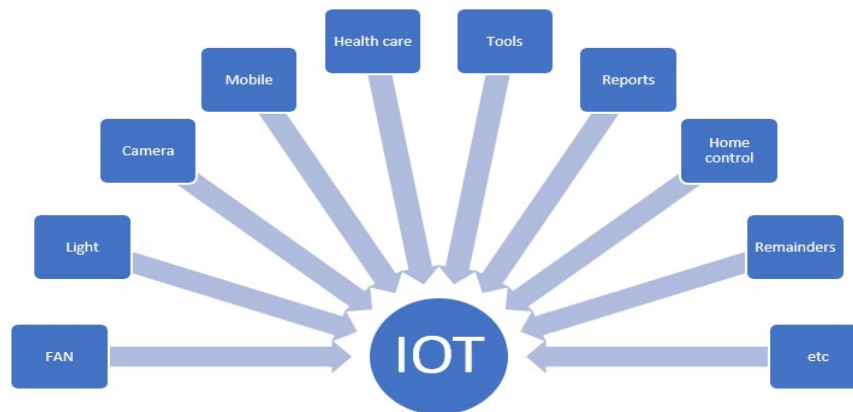 Health care
Tools
Mobile
Reports
Camera
Home
control
Light
Remainders
FAN
IOT
etc